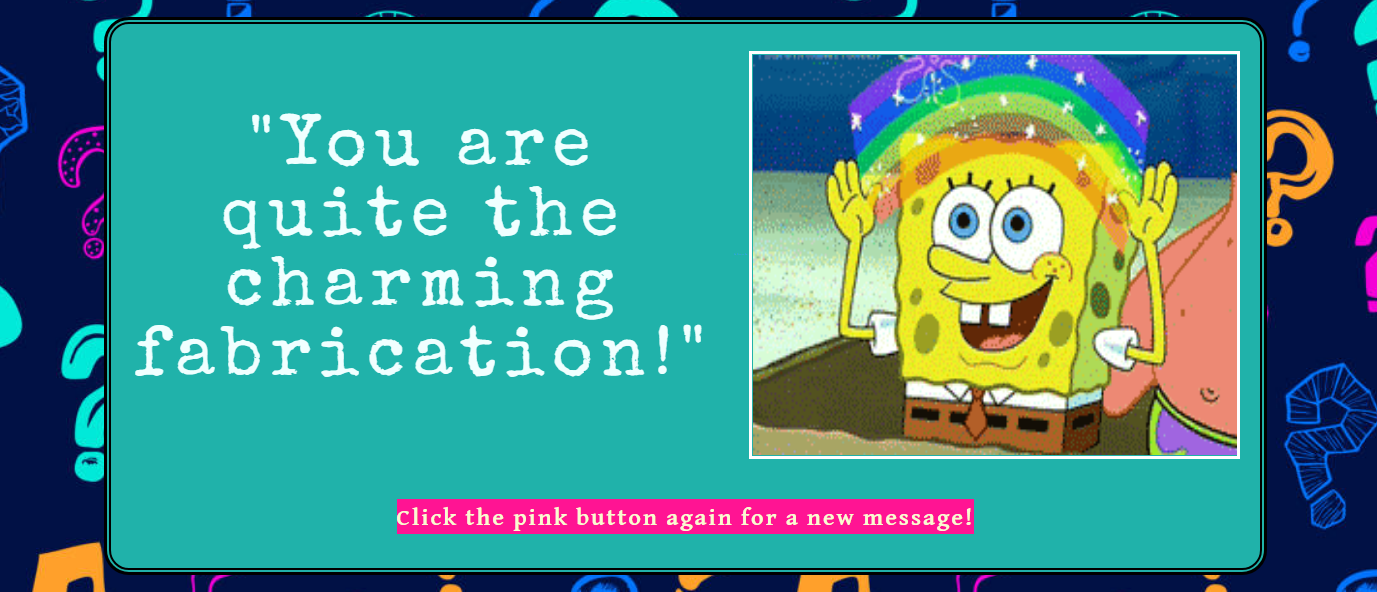 "You are
quite the
charming
fabrication!"
Click the pink button again for a new message!